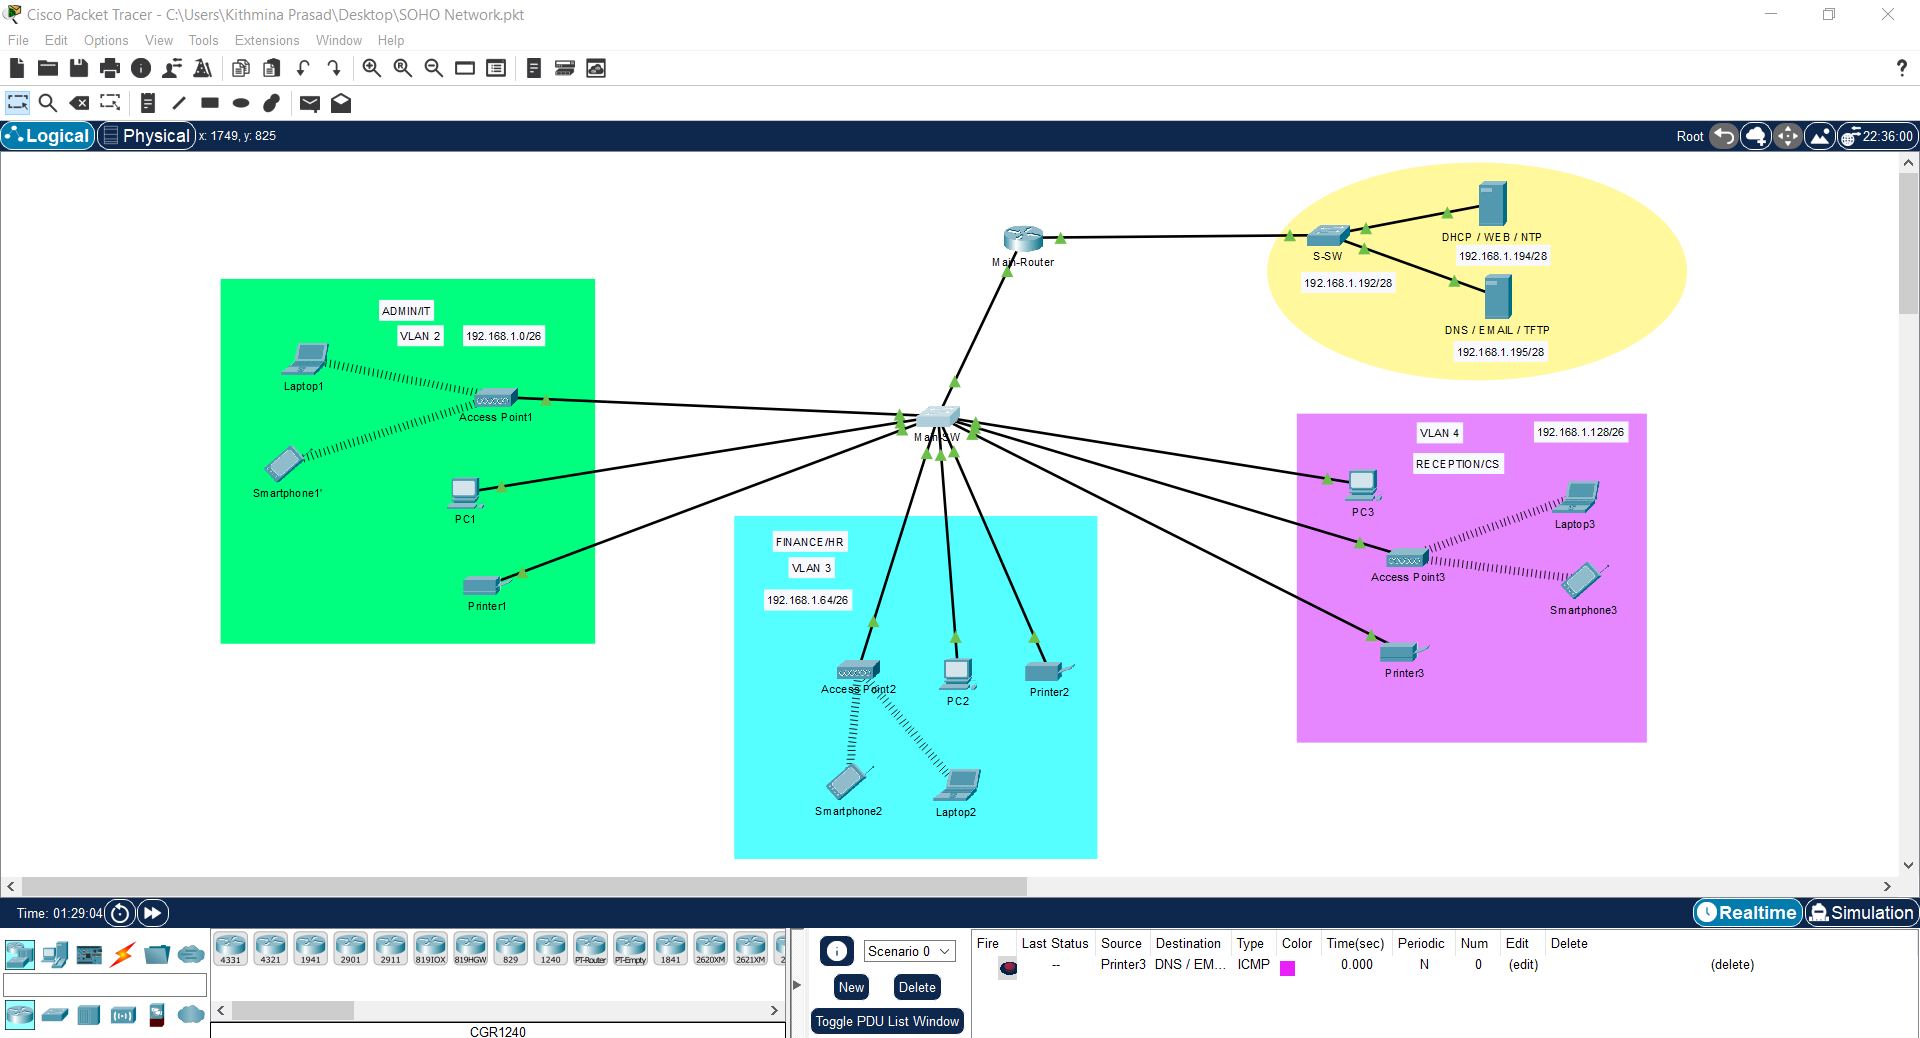 Cisco Packet Tracer - C:\Users\Kithmina Prasad\Desktop\SOHO Network.pkt
File Edit Options View Tools Extensions Window Help
?
Logical Physical x: 1749, y: 825
Root 22:36:00
DHCP / WEB / NTP
192.168.1.194/28
S-SW
192.168.1.192/28
DNS / EMAIL / TFTP
192.168.1.195/28
Main-Router
ADMIN/IT
VLAN 2 192.168.1.0/26
Laptop1
Access Point1
Smartphone1'
PC1
Printer1
Main-SW
FINANCE/HR
VLAN 3
192.168.1.64/26
Access Point2
PC2
Printer2
Smartphone2
Laptop2
VLAN 4 192.168.1.128/26
RECEPTION/CS
PC3
Laptop3
Access Point3
Smartphone3
Printer3
Time: 01:29:04
Realtime Simulation
4331 4321 1941 2901 2911 819IOX 819HGW 829 1240 PT-Router PT-Empty 1841 2620XM 2621XM 2
CGR1240
Scenario 0
New Delete
Toggle PDU List Window
Fire Last Status Source Destination Type Color Time(sec) Periodic Num Edit Delete
-- Printer3 DNS / EM... ICMP 0.000 N 0 (edit) (delete)